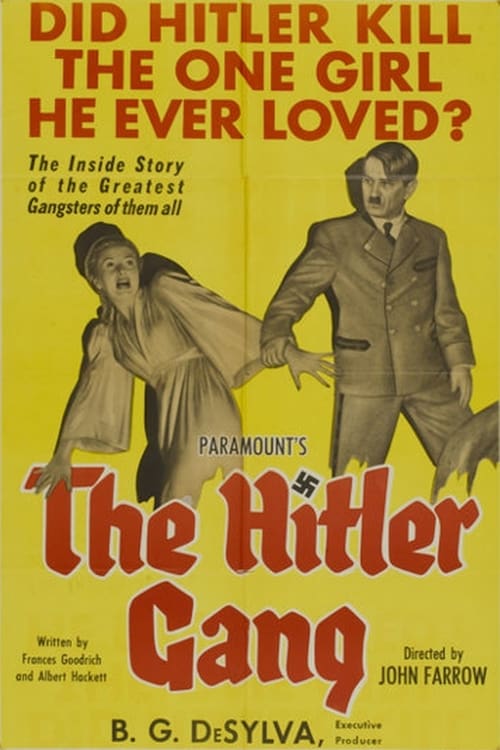 DID HITLER KILL
THE ONE GIRL
HE EVER LOVED?
The Inside Story
of the Greatest
Gangsters of them all
PARAMOUNT'S
The Hitler
Gang
Written by
Frances Goodrich
and Albert Hackett
Directed by
JOHN FARROW
B. G. DeSYLVA, Executive
Producer